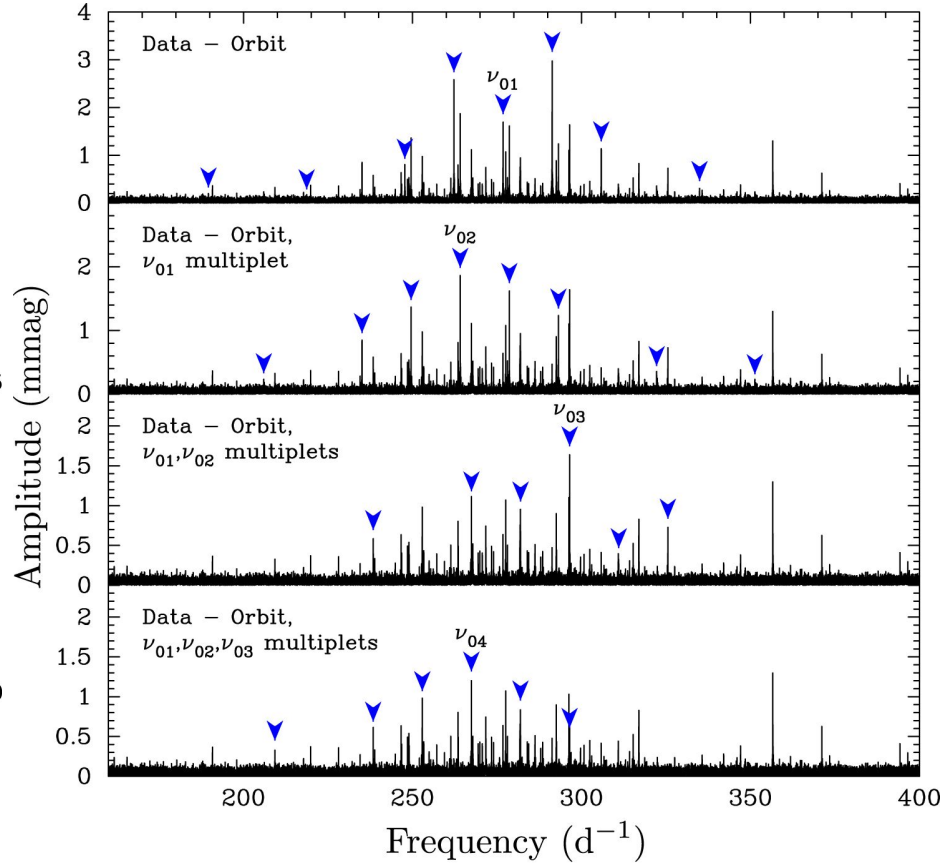 Data − Orbit
ν₀₁
4
3
2
1
0
Data − Orbit,
ν₀₁ multiplet
ν₀₂
2
1
0
Data − Orbit,
ν₀₁,ν₀₂ multiplets
ν₀₃
2
1.5
1
0.5
0
Data − Orbit,
ν₀₁,ν₀₂,ν₀₃ multiplets
ν₀₄
2
1.5
1
0.5
0
200 250 300 350 400
Frequency (d⁻¹)
Amplitude (mmag)